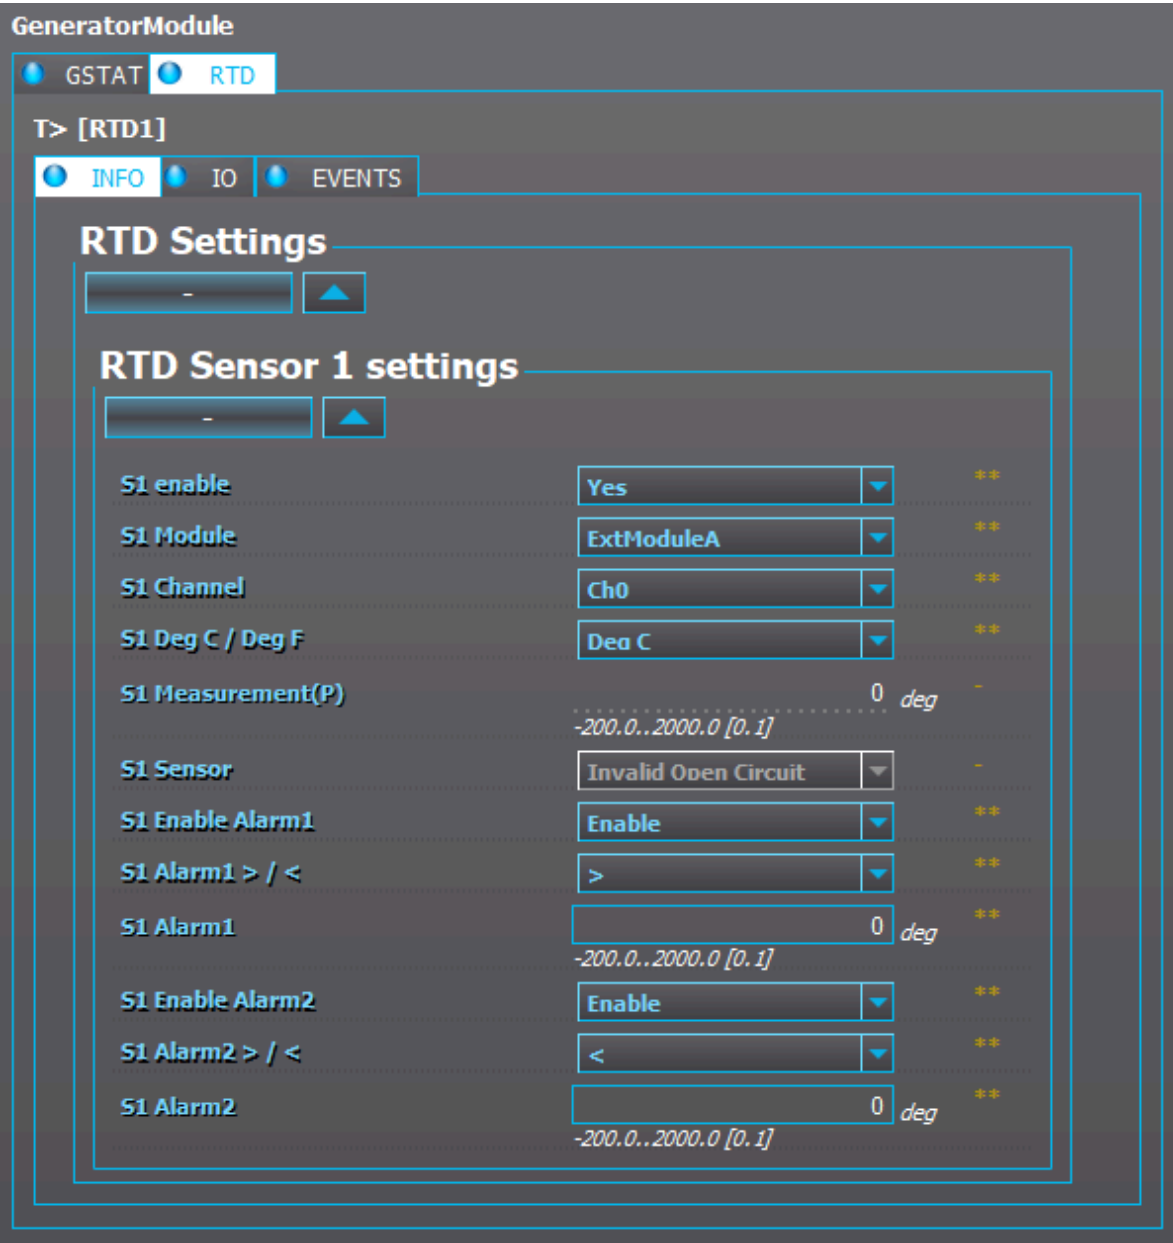 GeneratorModule
GSTAT RTD
T> [RTD1]
INFO IO EVENTS
RTD Settings
-
RTD Sensor 1 settings
-
S1 enable Yes **
S1 Module ExtModuleA **
S1 Channel Ch0 **
S1 Deg C / Deg F Deg C **
S1 Measurement(P) 0 deg -
-200.0..2000.0 [0.1]
S1 Sensor Invalid Open Circuit -
S1 Enable Alarm1 Enable **
S1 Alarm1 > / < > **
S1 Alarm1 0 deg **
-200.0..2000.0 [0.1]
S1 Enable Alarm2 Enable **
S1 Alarm2 > / < < **
S1 Alarm2 0 deg **
-200.0..2000.0 [0.1]